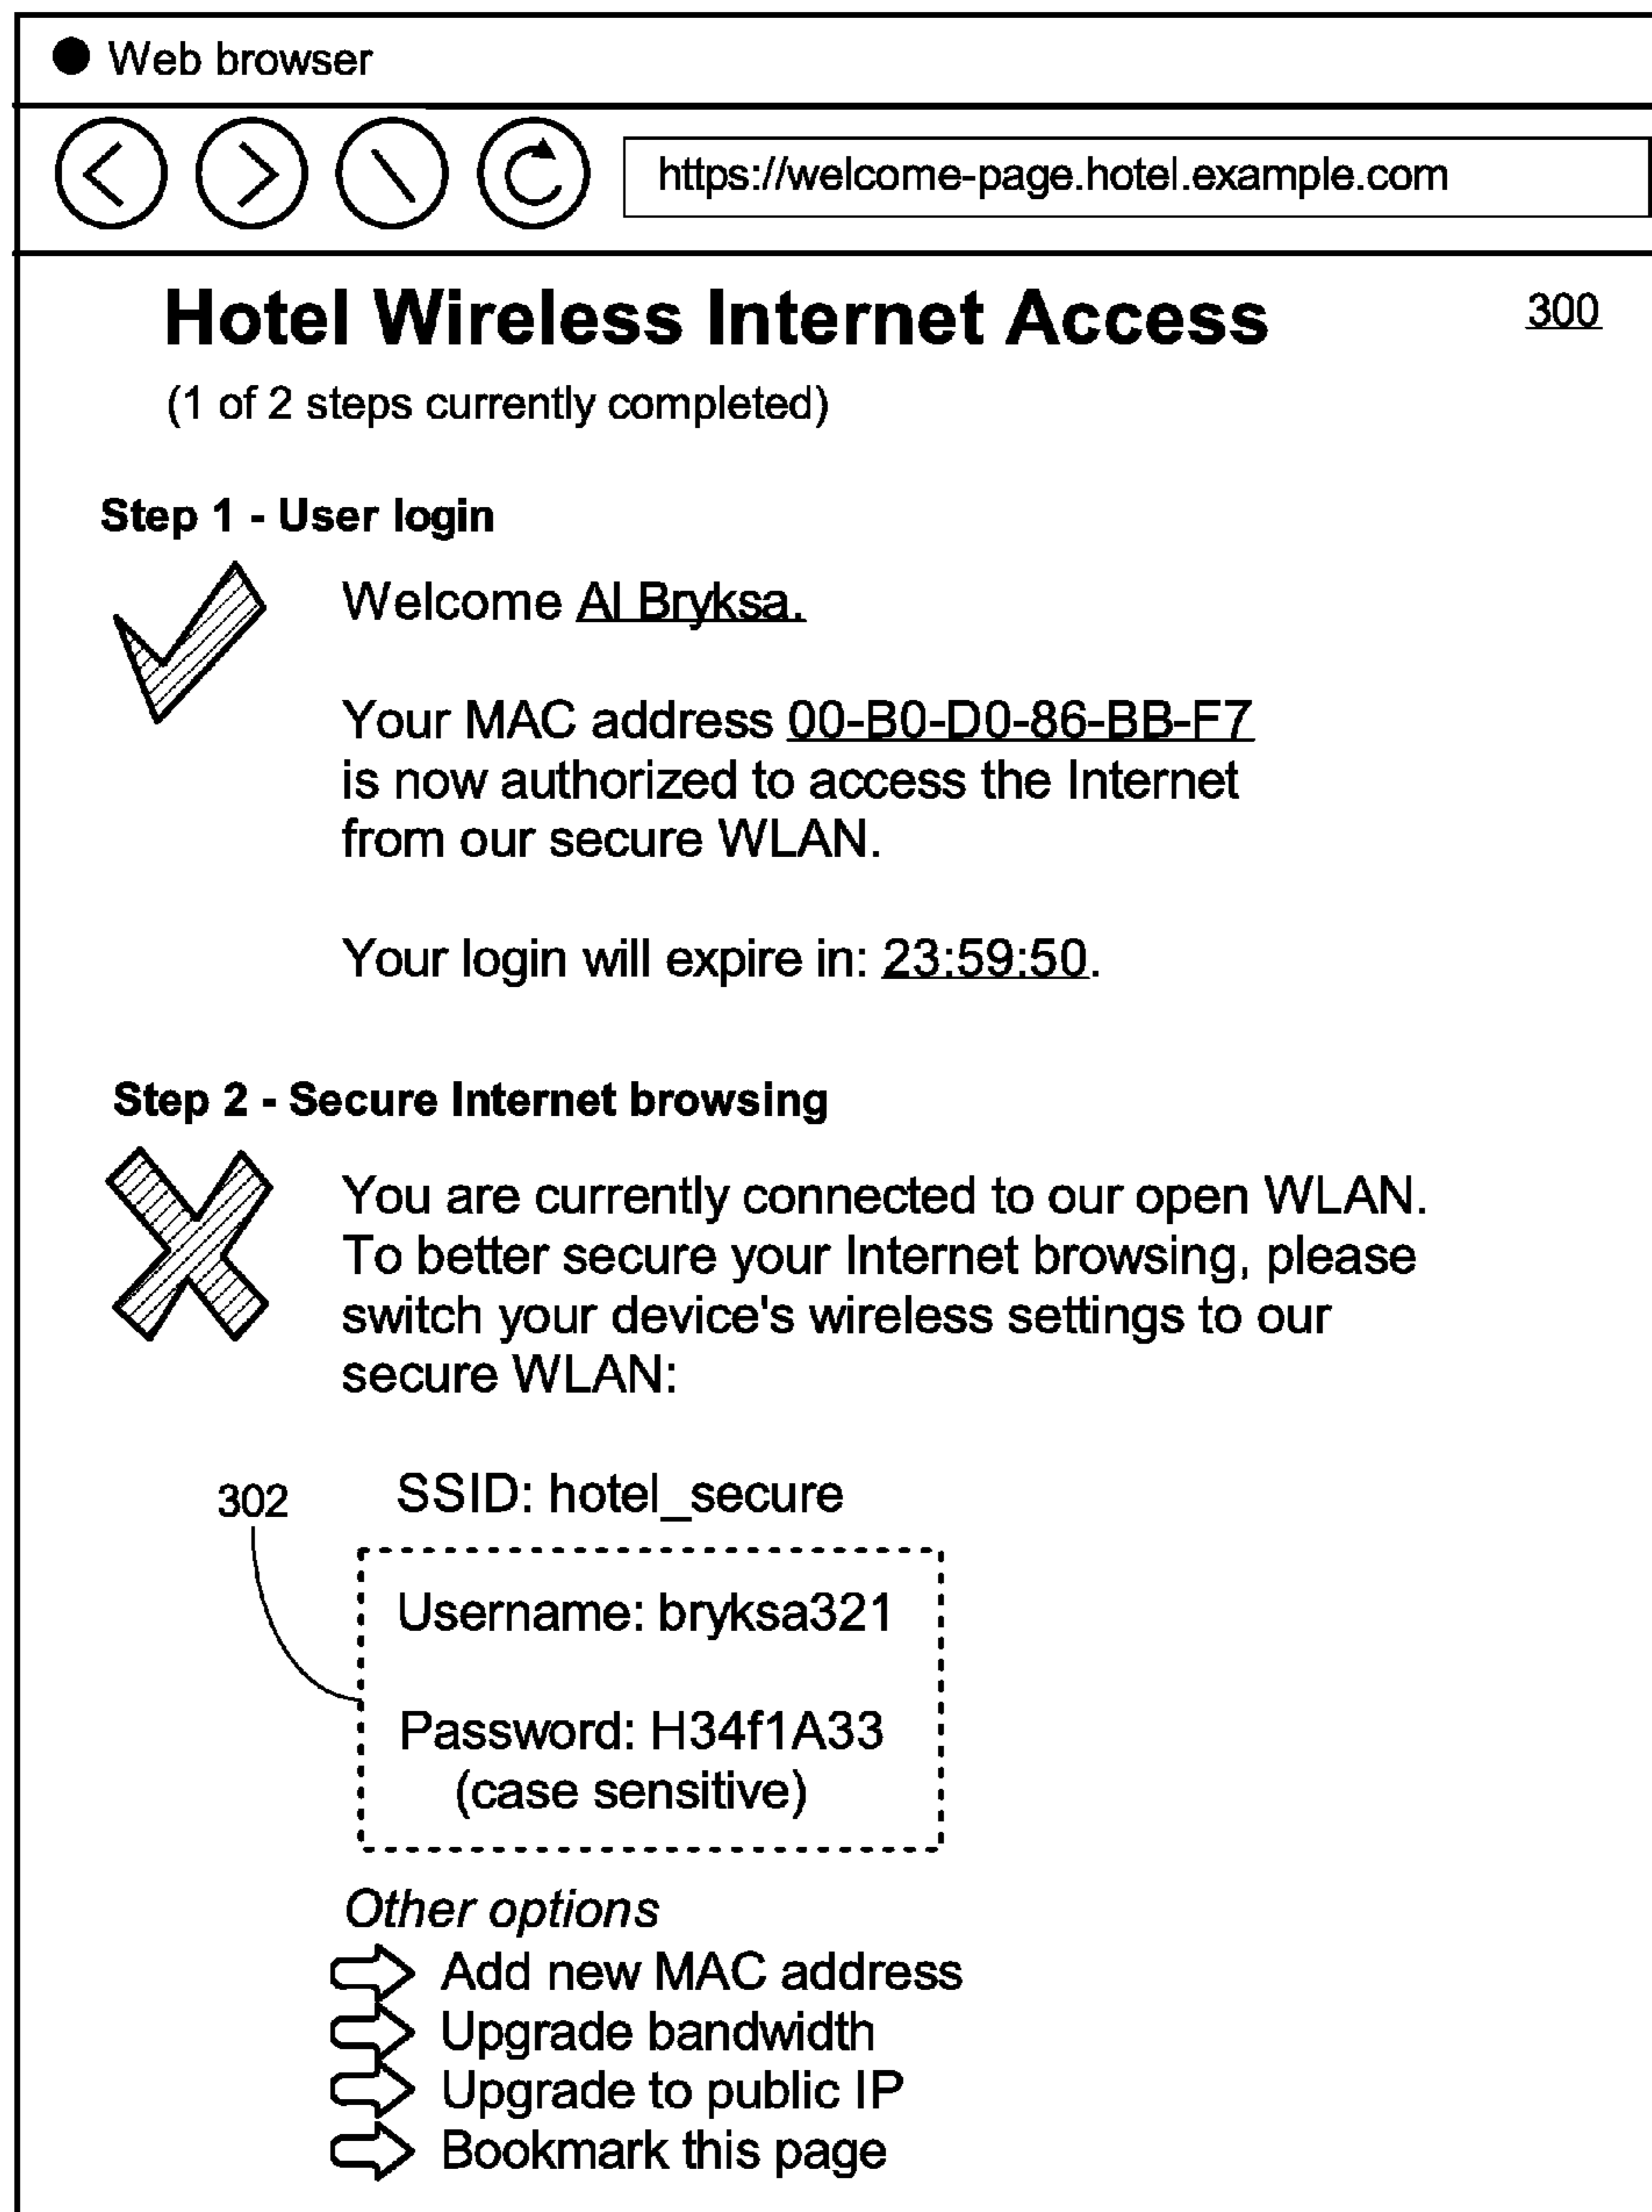 Web browser
https://welcome-page.hotel.example.com
Hotel Wireless Internet Access
300
(1 of 2 steps currently completed)
Step 1 - User login
Welcome Al Bryksa.
Your MAC address 00-B0-D0-86-BB-F7
is now authorized to access the Internet
from our secure WLAN.
Your login will expire in: 23:59:50.
Step 2 - Secure Internet browsing
You are currently connected to our open WLAN.
To better secure your Internet browsing, please
switch your device's wireless settings to our
secure WLAN:
302
SSID: hotel_secure
Username: bryksa321
Password: H34f1A33
(case sensitive)
Other options
Add new MAC address
Upgrade bandwidth
Upgrade to public IP
Bookmark this page